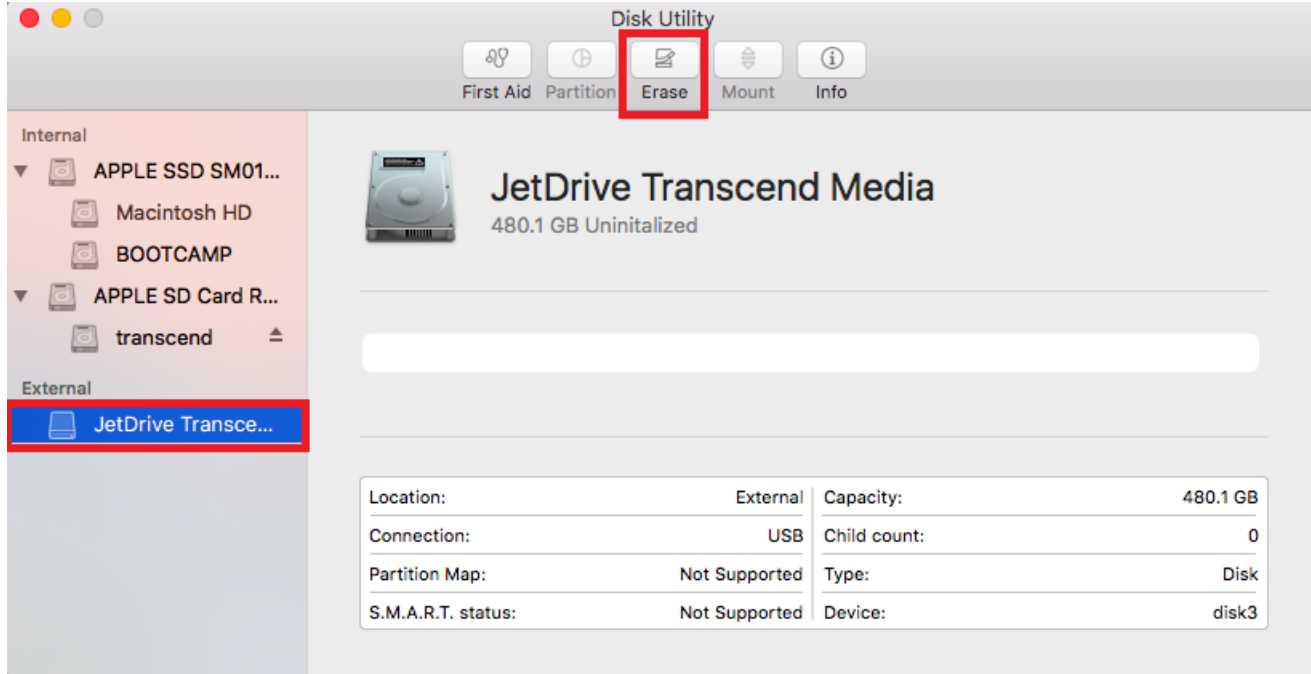 Disk Utility
First Aid Partition Erase Mount Info
Internal
APPLE SSD SM01...
Macintosh HD
BOOTCAMP
APPLE SD Card R...
transcend
External
JetDrive Transce...
JetDrive Transcend Media
480.1 GB Uninitalized
Location: External Capacity: 480.1 GB
Connection: USB Child count: 0
Partition Map: Not Supported Type: Disk
S.M.A.R.T. status: Not Supported Device: disk3